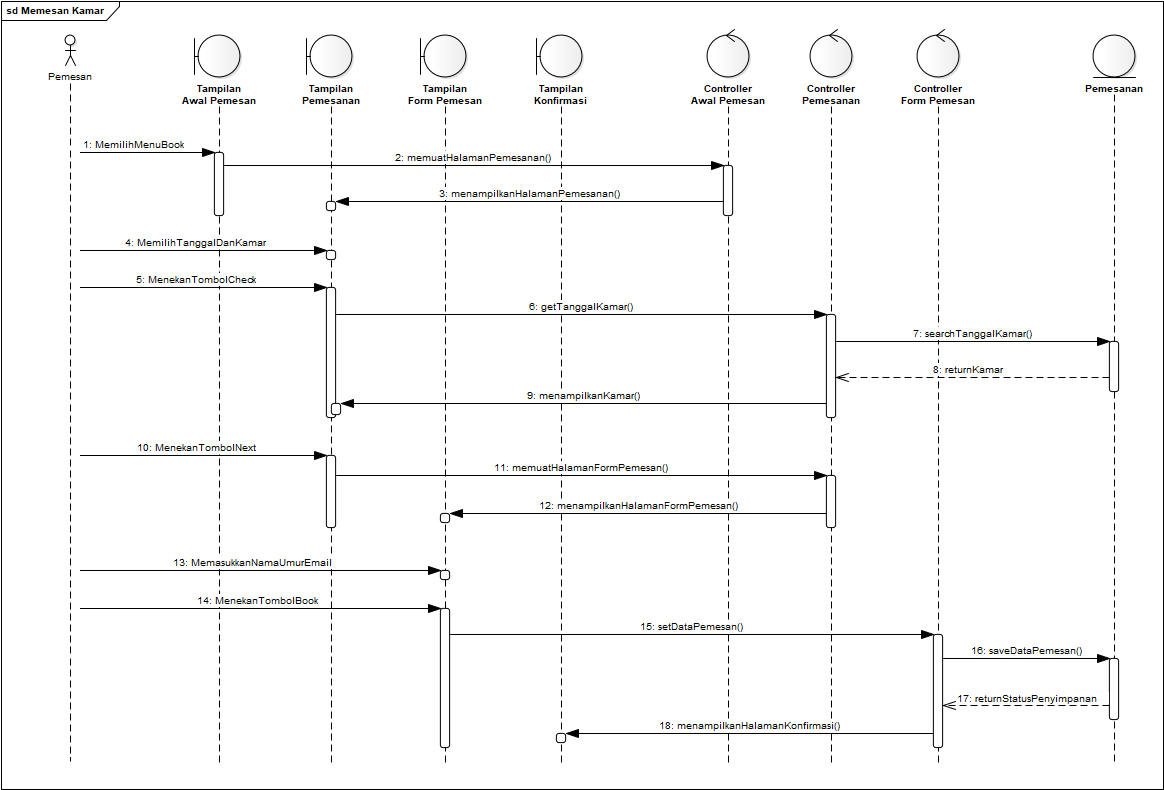 sd Memesan Kamar
Pemesan
Tampilan
Awal Pemesan
Tampilan
Pemesanan
Tampilan
Form Pemesan
Tampilan
Konfirmasi
Controller
Awal Pemesan
Controller
Pemesanan
Controller
Form Pemesan
Pemesanan
1: MemilihMenuBook
2: memuatHalamanPemesanan()
3: menampilkanHalamanPemesanan()
4: MemilihTanggalDanKamar
5: MenekanTombolCheck
6: getTanggalKamar()
7: searchTanggalKamar()
8: returnKamar
9: menampilkanKamar()
10: MenekanTombolNext
11: memuatHalamanFormPemesan()
12: menampilkanHalamanFormPemesan()
13: MemasukkanNamaUmurEmail
14: MenekanTombolBook
15: setDataPemesan()
16: saveDataPemesan()
17: returnStatusPenyimpanan
18: menampilkanHalamanKonfirmasi()